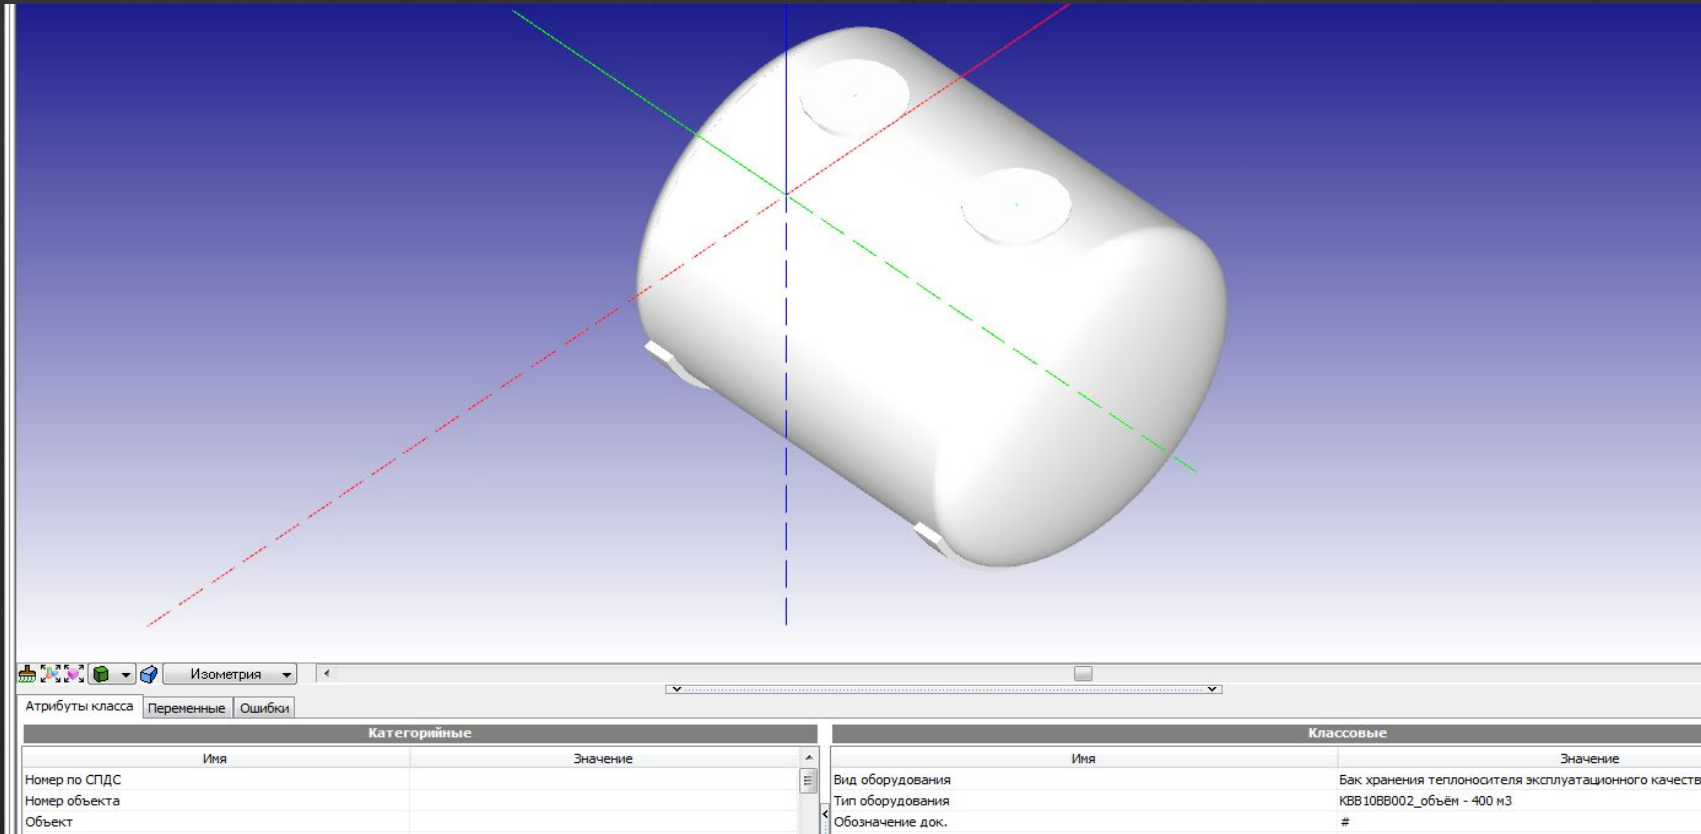 Изометрия
Атрибуты класса Переменные Ошибки
Категорийные Классовые
Имя Значение Имя Значение
Номер по СПДС Вид оборудования Бак хранения теплоносителя эксплуатационного качеств
Номер объекта Тип оборудования KBB10BB002_объём - 400 м3
Объект Обозначение док. #